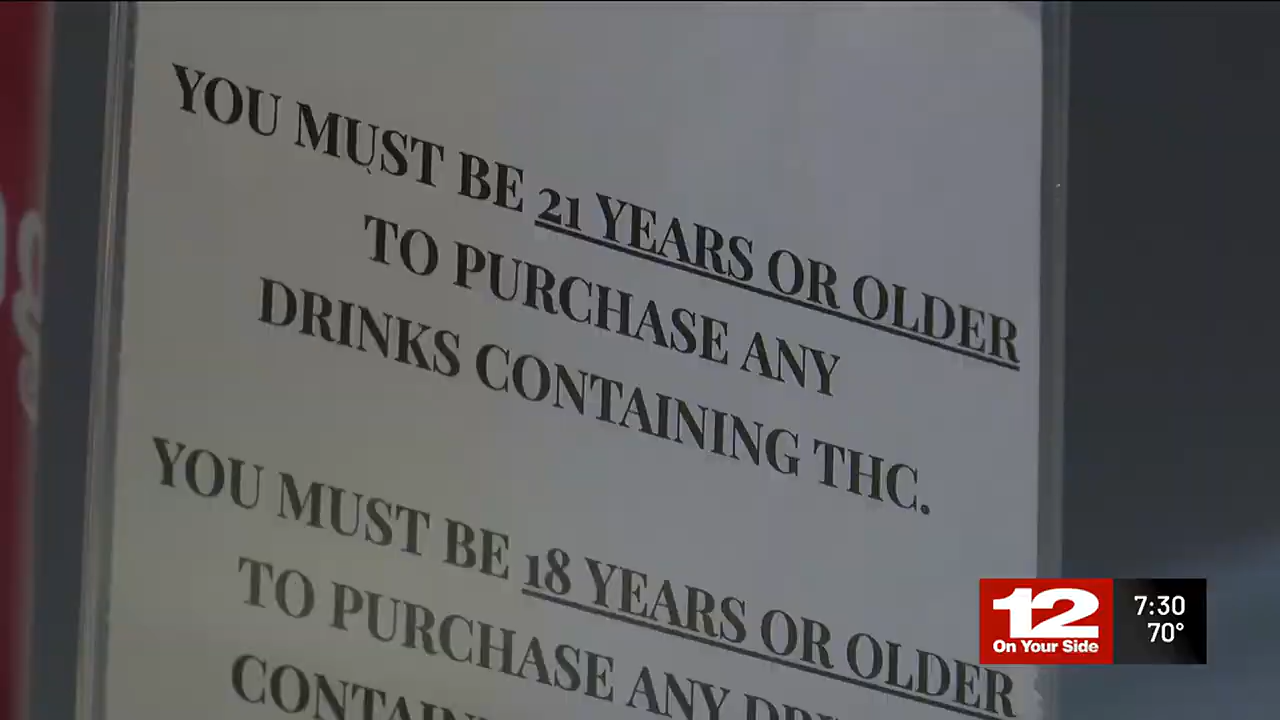 YOU MUST BE 21 YEARS OR OLDER
TO PURCHASE ANY
DRINKS CONTAINING THC.
YOU MUST BE 18 YEARS OR OLDER
TO PURCHASE ANY
12
On Your Side
7:30
70°